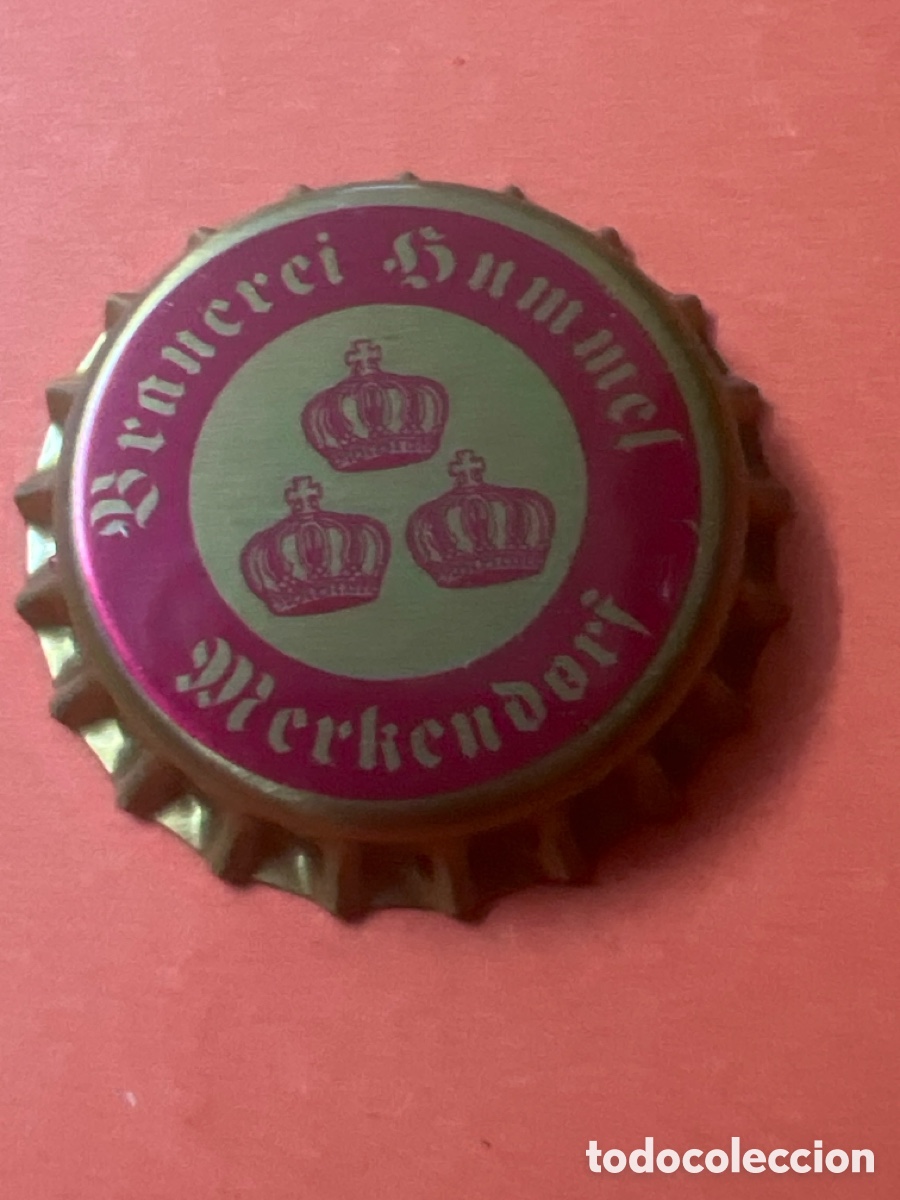 Brauerei Hummel
Merkendorf
todocoleccion